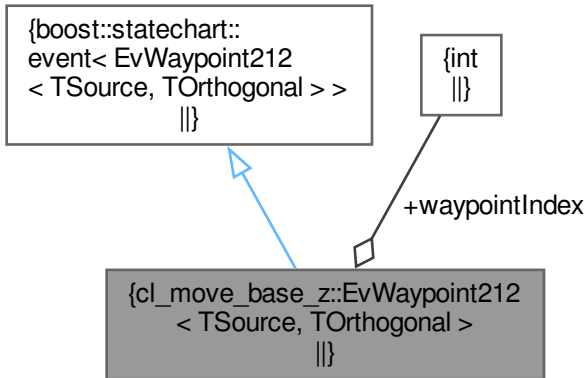 {boost::statechart::
event< EvWaypoint212
< TSource, TOrthogonal > >
||}
{int
||}
+waypointIndex
{cl_move_base_z::EvWaypoint212
< TSource, TOrthogonal >
||}